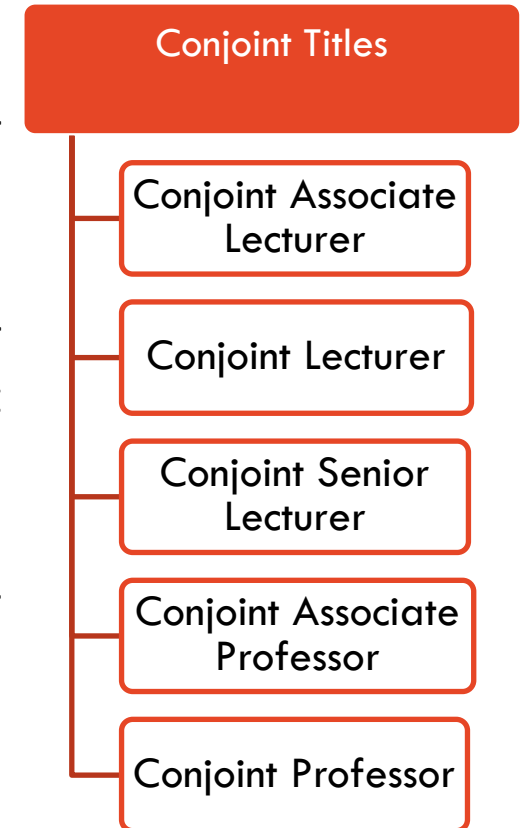 Conjoint Titles
Conjoint Associate
Lecturer
Conjoint Lecturer
Conjoint Senior
Lecturer
Conjoint Associate
Professor
Conjoint Professor